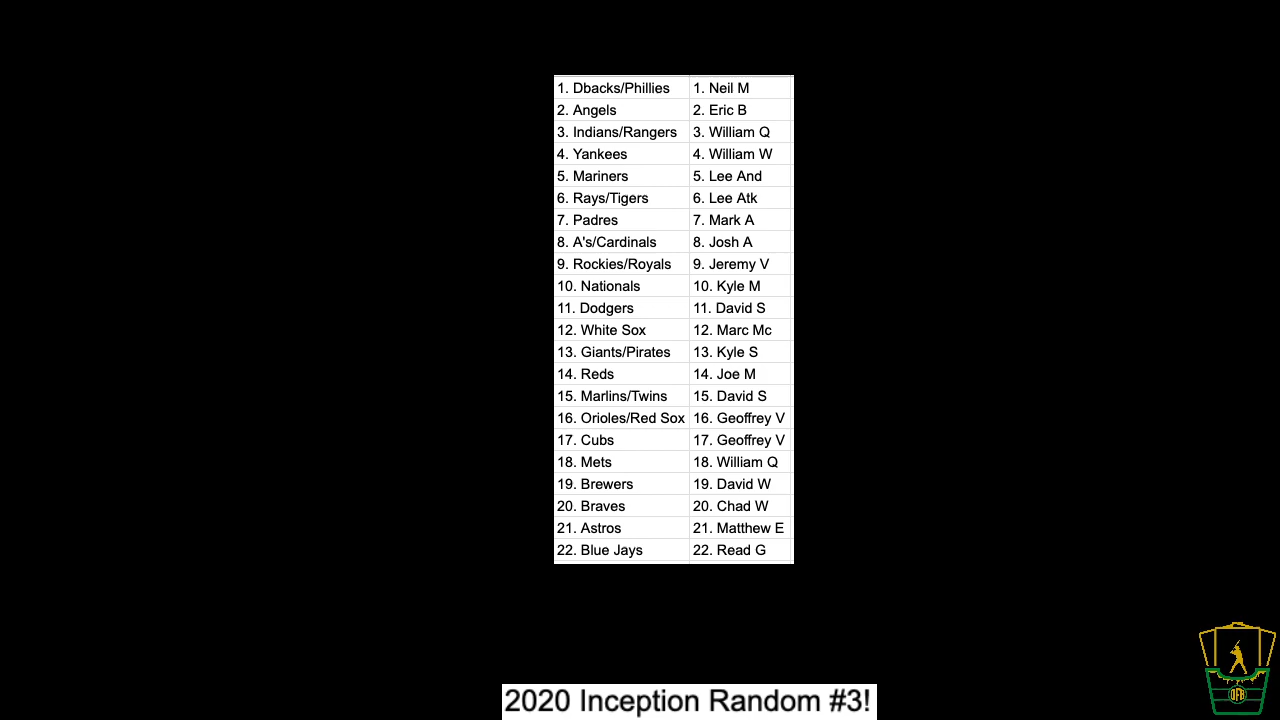 1. Dbacks/Phillies 1. Neil M
2. Angels 2. Eric B
3. Indians/Rangers 3. William Q
4. Yankees 4. William W
5. Mariners 5. Lee And
6. Rays/Tigers 6. Lee Atk
7. Padres 7. Mark A
8. A's/Cardinals 8. Josh A
9. Rockies/Royals 9. Jeremy V
10. Nationals 10. Kyle M
11. Dodgers 11. David S
12. White Sox 12. Marc Mc
13. Giants/Pirates 13. Kyle S
14. Reds 14. Joe M
15. Marlins/Twins 15. David S
16. Orioles/Red Sox 16. Geoffrey V
17. Cubs 17. Geoffrey V
18. Mets 18. William Q
19. Brewers 19. David W
20. Braves 20. Chad W
21. Astros 21. Matthew E
22. Blue Jays 22. Read G
2020 Inception Random #3!